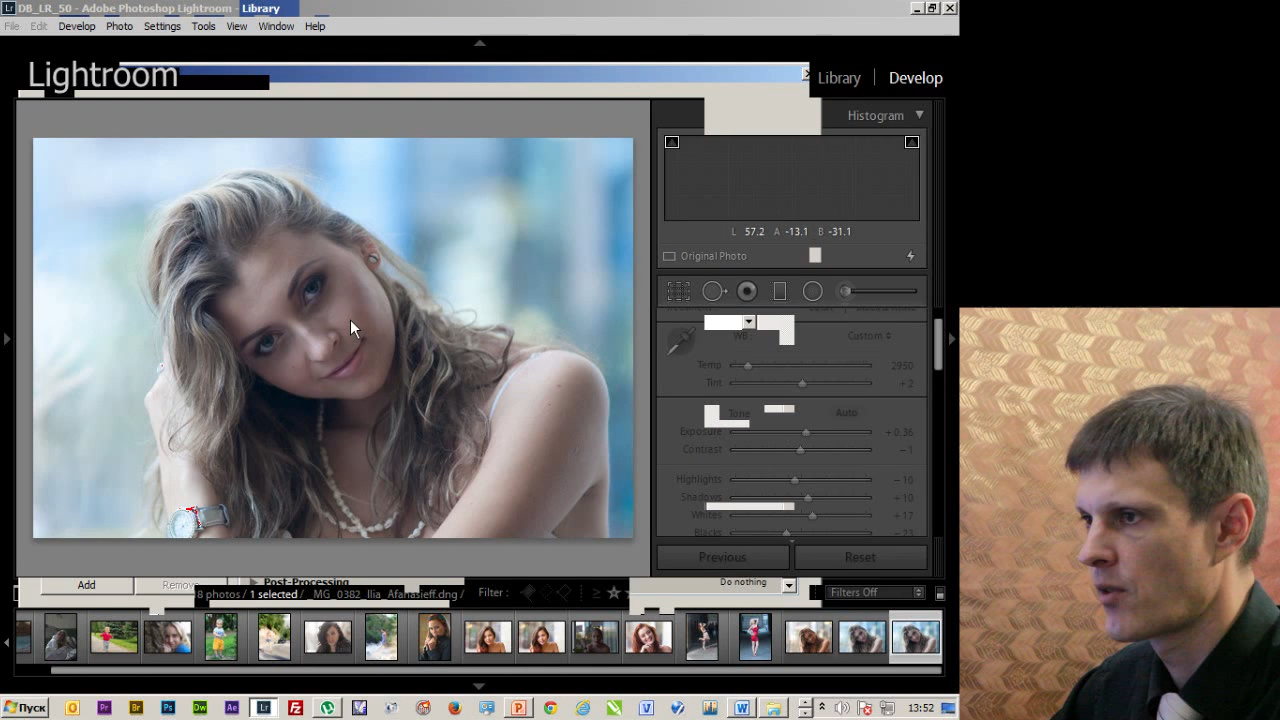 DB_LR_50 - Adobe Photoshop Lightroom - Library
File Edit Develop Photo Settings Tools View Window Help
Lightroom
Library | Develop
Histogram
L 57.2 A -13.1 B -31.1
Original Photo
WB: Custom
Temp 2950
Tint +2
Tone Auto
Exposure +0,36
Contrast -1
Highlights -10
Shadows +10
Whites +17
Blacks -23
Previous Reset
Add Remove Post-Processing Do nothing
8 photos / 1 selected / _MG_0382_Ilia_Afanasieff.dng / Filter: Filters Off
Пуск 13:52